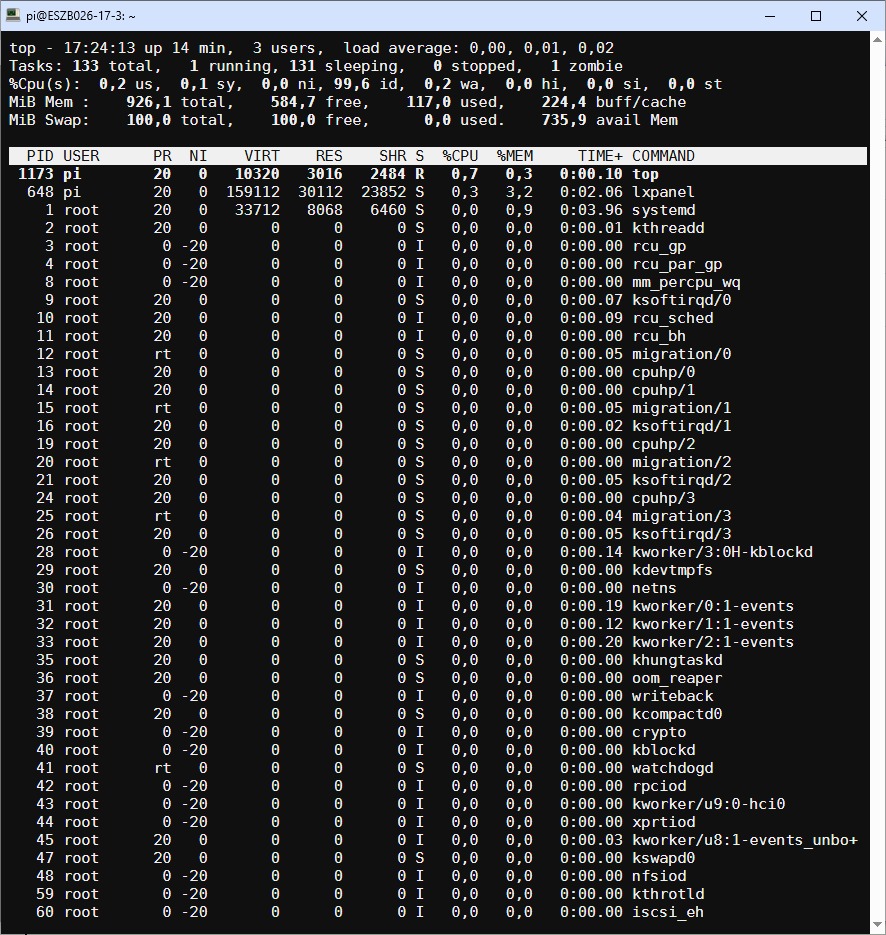 pi@ESZB026-17-3: ~
top - 17:24:13 up 14 min,  3 users,  load average: 0,00, 0,01, 0,02
Tasks: 133 total,   1 running, 131 sleeping,   0 stopped,   1 zombie
%Cpu(s):  0,2 us,  0,1 sy,  0,0 ni, 99,6 id,  0,2 wa,  0,0 hi,  0,0 si,  0,0 st
MiB Mem :    926,1 total,    584,7 free,    117,0 used,    224,4 buff/cache
MiB Swap:    100,0 total,    100,0 free,      0,0 used.    735,9 avail Mem
PID USER      PR  NI    VIRT    RES    SHR S  %CPU  %MEM     TIME+ COMMAND
1173 pi        20   0   10320   3016   2484 R   0,7   0,3   0:00.10 top
648 pi        20   0  159112  30112  23852 S   0,3   3,2   0:02.06 lxpanel
1 root      20   0   33712   8068   6460 S   0,0   0,9   0:03.96 systemd
2 root      20   0       0      0      0 S   0,0   0,0   0:00.01 kthreadd
3 root       0 -20       0      0      0 I   0,0   0,0   0:00.00 rcu_gp
4 root       0 -20       0      0      0 I   0,0   0,0   0:00.00 rcu_par_gp
8 root       0 -20       0      0      0 I   0,0   0,0   0:00.00 mm_percpu_wq
9 root      20   0       0      0      0 S   0,0   0,0   0:00.07 ksoftirqd/0
10 root      20   0       0      0      0 I   0,0   0,0   0:00.09 rcu_sched
11 root      20   0       0      0      0 I   0,0   0,0   0:00.00 rcu_bh
12 root      rt   0       0      0      0 S   0,0   0,0   0:00.05 migration/0
13 root      20   0       0      0      0 S   0,0   0,0   0:00.00 cpuhp/0
14 root      20   0       0      0      0 S   0,0   0,0   0:00.00 cpuhp/1
15 root      rt   0       0      0      0 S   0,0   0,0   0:00.05 migration/1
16 root      20   0       0      0      0 S   0,0   0,0   0:00.02 ksoftirqd/1
19 root      20   0       0      0      0 S   0,0   0,0   0:00.00 cpuhp/2
20 root      rt   0       0      0      0 S   0,0   0,0   0:00.05 migration/2
21 root      20   0       0      0      0 S   0,0   0,0   0:00.05 ksoftirqd/2
24 root      20   0       0      0      0 S   0,0   0,0   0:00.00 cpuhp/3
25 root      rt   0       0      0      0 S   0,0   0,0   0:00.04 migration/3
26 root      20   0       0      0      0 S   0,0   0,0   0:00.05 ksoftirqd/3
28 root       0 -20       0      0      0 I   0,0   0,0   0:00.14 kworker/3:0H-kblockd
29 root      20   0       0      0      0 S   0,0   0,0   0:00.00 kdevtmpfs
30 root       0 -20       0      0      0 I   0,0   0,0   0:00.00 netns
31 root      20   0       0      0      0 I   0,0   0,0   0:00.19 kworker/0:1-events
32 root      20   0       0      0      0 I   0,0   0,0   0:00.12 kworker/1:1-events
33 root      20   0       0      0      0 I   0,0   0,0   0:00.20 kworker/2:1-events
35 root      20   0       0      0      0 S   0,0   0,0   0:00.00 khungtaskd
36 root      20   0       0      0      0 S   0,0   0,0   0:00.00 oom_reaper
37 root       0 -20       0      0      0 I   0,0   0,0   0:00.00 writeback
38 root      20   0       0      0      0 S   0,0   0,0   0:00.00 kcompactd0
39 root       0 -20       0      0      0 I   0,0   0,0   0:00.00 crypto
40 root       0 -20       0      0      0 I   0,0   0,0   0:00.00 kblockd
41 root      rt   0       0      0      0 S   0,0   0,0   0:00.00 watchdogd
42 root       0 -20       0      0      0 I   0,0   0,0   0:00.00 rpciod
43 root       0 -20       0      0      0 I   0,0   0,0   0:00.00 kworker/u9:0-hci0
44 root       0 -20       0      0      0 I   0,0   0,0   0:00.00 xprtiod
45 root      20   0       0      0      0 I   0,0   0,0   0:00.03 kworker/u8:1-events_unbo+
47 root      20   0       0      0      0 S   0,0   0,0   0:00.00 kswapd0
48 root       0 -20       0      0      0 I   0,0   0,0   0:00.00 nfsiod
59 root       0 -20       0      0      0 I   0,0   0,0   0:00.00 kthrotld
60 root       0 -20       0      0      0 I   0,0   0,0   0:00.00 iscsi_eh